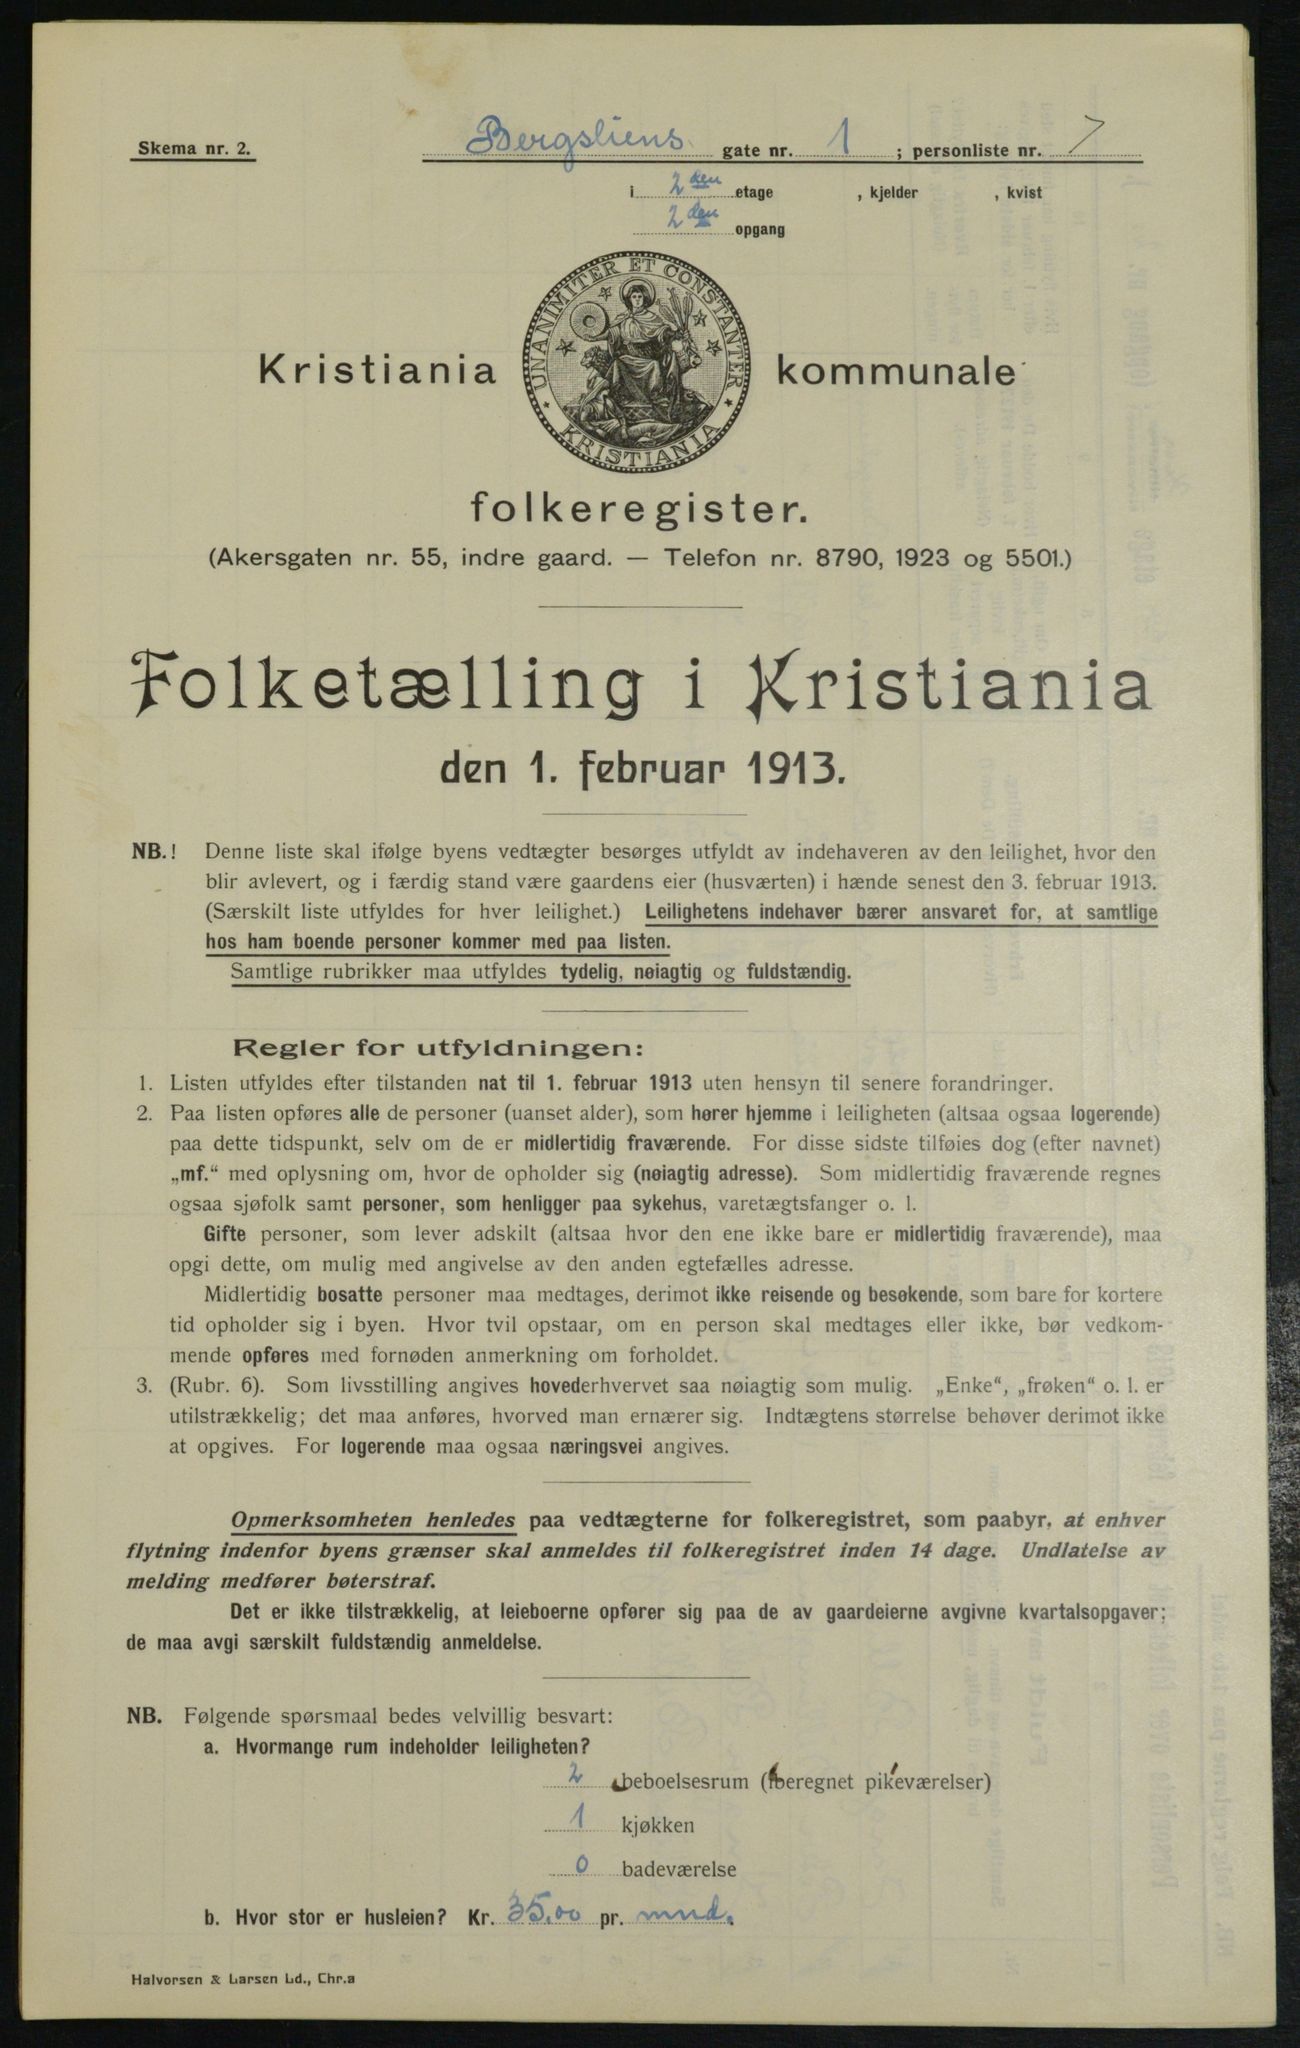 Skema nr. 2.
Bergsliens gate nr. 1 ; personliste nr. 7
i 2den etage , kjelder , kvist
2den opgang
UNANIMITER ET CONSTANTER
KRISTIANIA
Kristiania kommunale
folkeregister.
(Akersgaten nr. 55, indre gaard. — Telefon nr. 8790, 1923 og 5501.)
Folketælling i Kristiania
den 1. februar 1913.
NB.! Denne liste skal ifølge byens vedtægter besørges utfyldt av indehaveren av den leilighet, hvor den
blir avlevert, og i færdig stand være gaardens eier (husværten) i hænde senest den 3. februar 1913.
(Særskilt liste utfyldes for hver leilighet.) Leilighetens indehaver bærer ansvaret for, at samtlige
hos ham boende personer kommer med paa listen.
Samtlige rubrikker maa utfyldes tydelig, nøiagtig og fuldstændig.
Regler for utfyldningen:
1. Listen utfyldes efter tilstanden nat til 1. februar 1913 uten hensyn til senere forandringer.
2. Paa listen opføres alle de personer (uanset alder), som hører hjemme i leiligheten (altsaa ogsaa logerende)
paa dette tidspunkt, selv om de er midlertidig fraværende. For disse sidste tilføies dog (efter navnet)
„mf.“ med oplysning om, hvor de opholder sig (nøiagtig adresse). Som midlertidig fraværende regnes
ogsaa sjøfolk samt personer, som henligger paa sykehus, varetægtsfanger o. l.
Gifte personer, som lever adskilt (altsaa hvor den ene ikke bare er midlertidig fraværende), maa
opgi dette, om mulig med angivelse av den anden egtefælles adresse.
Midlertidig bosatte personer maa medtages, derimot ikke reisende og besøkende, som bare for kortere
tid opholder sig i byen. Hvor tvil opstaar, om en person skal medtages eller ikke, bør vedkom-
mende opføres med fornøden anmerkning om forholdet.
3. (Rubr. 6). Som livsstilling angives hovederhvervet saa nøiagtig som mulig. „Enke“, „frøken“ o. l. er
utilstrækkelig; det maa anføres, hvorved man ernærer sig. Indtægtens størrelse behøver derimot ikke
at opgives. For logerende maa ogsaa næringsvei angives.
Opmerksomheten henledes paa vedtægterne for folkeregistret, som paabyr, at enhver
flytning indenfor byens grænser skal anmeldes til folkeregistret inden 14 dage. Undlatelse av
melding medfører bøterstraf.
Det er ikke tilstrækkelig, at leieboerne opfører sig paa de av gaardeierne avgivne kvartalsopgaver;
de maa avgi særskilt fuldstændig anmeldelse.
NB. Følgende spørsmaal bedes velvillig besvart:
a. Hvormange rum indeholder leiligheten?
2 beboelsesrum (iberegnet pikeværelser)
1 kjøkken
0 badeværelse
b. Hvor stor er husleien? Kr. 35.00 pr. mnd.
Halvorsen & Larsen Ld., Chr.a